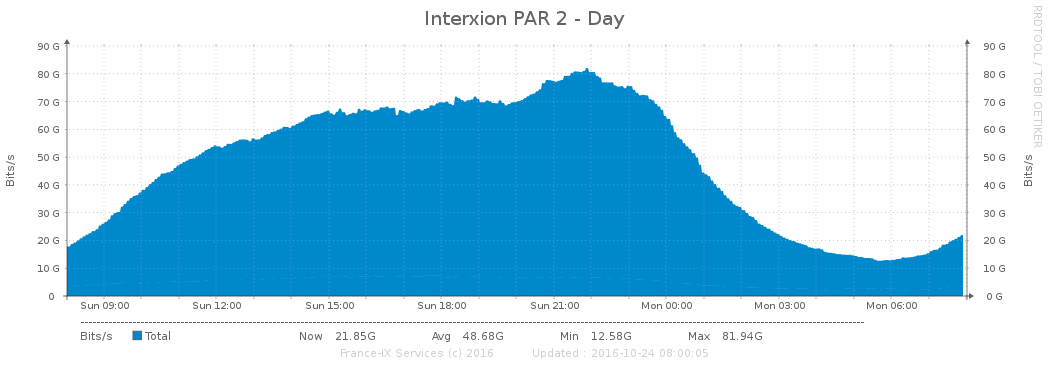 Interxion PAR 2 - Day
RRDTOOL / TOBI OETIKER
Bits/s
90 G
80 G
70 G
60 G
50 G
40 G
30 G
20 G
10 G
0
90 G
80 G
70 G
60 G
50 G
40 G
30 G
20 G
10 G
0 G
Bits/s
Sun 09:00 Sun 12:00 Sun 15:00 Sun 18:00 Sun 21:00 Mon 00:00 Mon 03:00 Mon 06:00
Bits/s Total Now 21.85G Avg 48.68G Min 12.58G Max 81.94G
France-IX Services (c) 2016 Updated : 2016-10-24 08:00:05